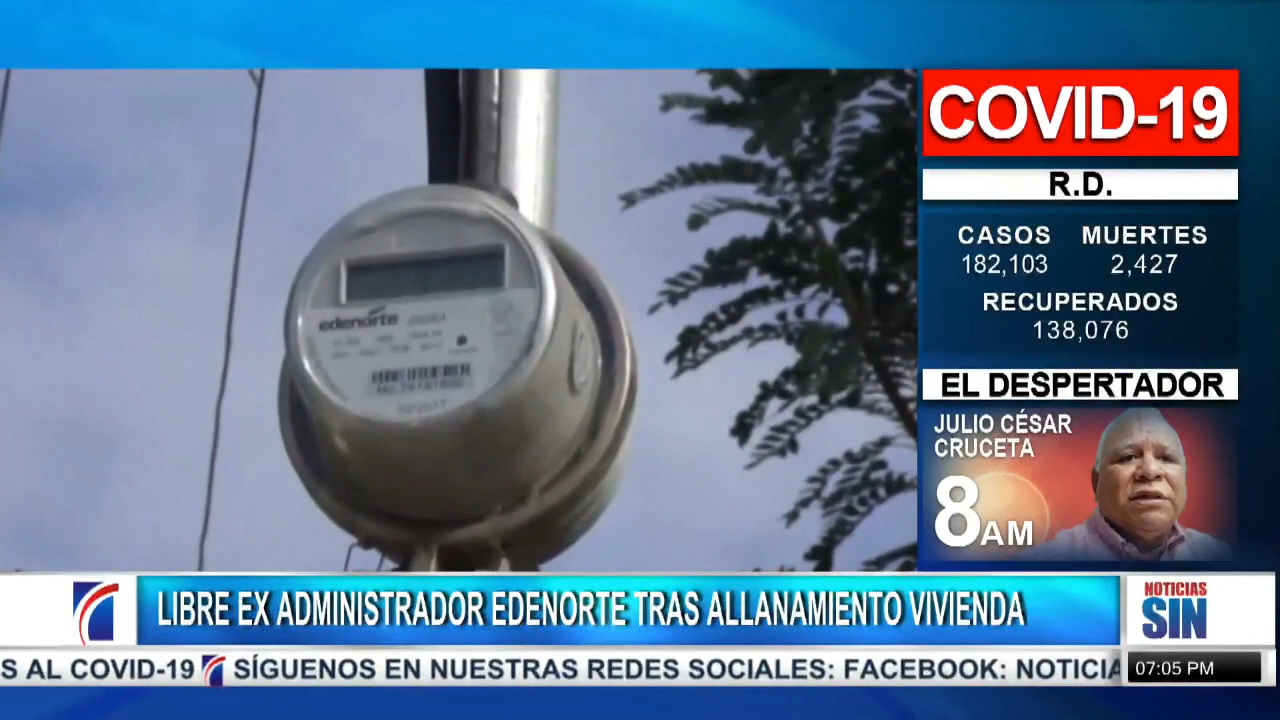 edenorte
COVID-19
R.D.
CASOS MUERTES
182,103 2,427
RECUPERADOS
138,076
EL DESPERTADOR
JULIO CÉSAR
CRUCETA
8AM
LIBRE EX ADMINISTRADOR EDENORTE TRAS ALLANAMIENTO VIVIENDA
NOTICIAS
SIN
S AL COVID-19 SÍGUENOS EN NUESTRAS REDES SOCIALES: FACEBOOK: NOTICIA
07:05 PM